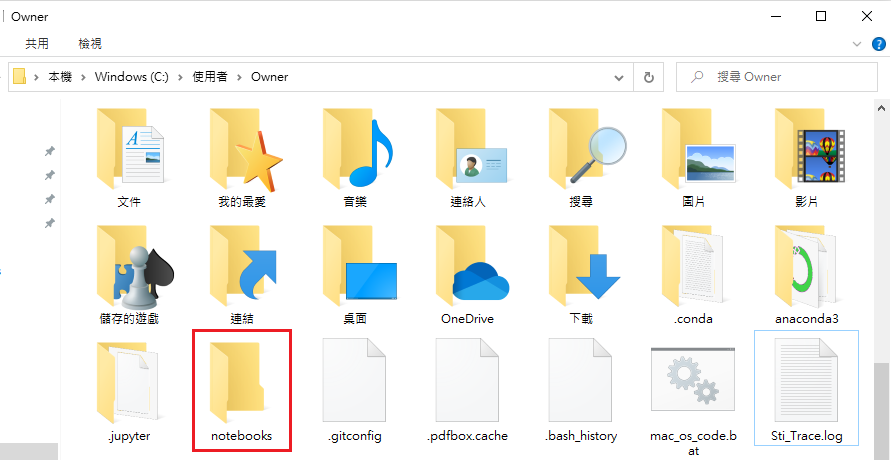 Owner
共用 檢視
本機 > Windows (C:) > 使用者 > Owner
搜尋 Owner
文件 我的最愛 音樂 連絡人 搜尋 圖片 影片
儲存的遊戲 連結 桌面 OneDrive 下載 .conda anaconda3
.jupyter notebooks .gitconfig .pdfbox.cache .bash_history mac_os_code.b Sti_Trace.log
at